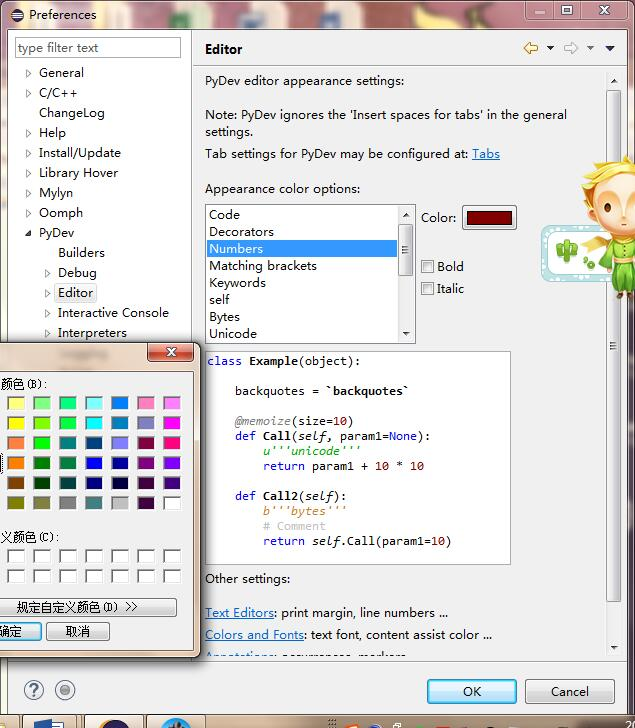 Preferences
type filter text
General
C/C++
ChangeLog
Help
Install/Update
Library Hover
Mylyn
Oomph
PyDev
Builders
Debug
Editor
Interactive Console
Interpreters
Editor
PyDev editor appearance settings:
Note: PyDev ignores the 'Insert spaces for tabs' in the general
settings.
Tab settings for PyDev may be configured at: Tabs
Appearance color options:
Code
Decorators
Numbers
Matching brackets
Keywords
self
Bytes
Unicode
Color:
Bold
Italic
中
class Example(object):
backquotes = `backquotes`
@memoize(size=10)
def Call(self, param1=None):
u'''unicode'''
return param1 + 10 * 10
def Call2(self):
b'''bytes'''
# Comment
return self.Call(param1=10)
Other settings:
Text Editors: print margin, line numbers ...
Colors and Fonts: text font, content assist color ...
颜色(B):
义颜色(C):
规定自定义颜色(D) >>
确定
取消
OK
Cancel